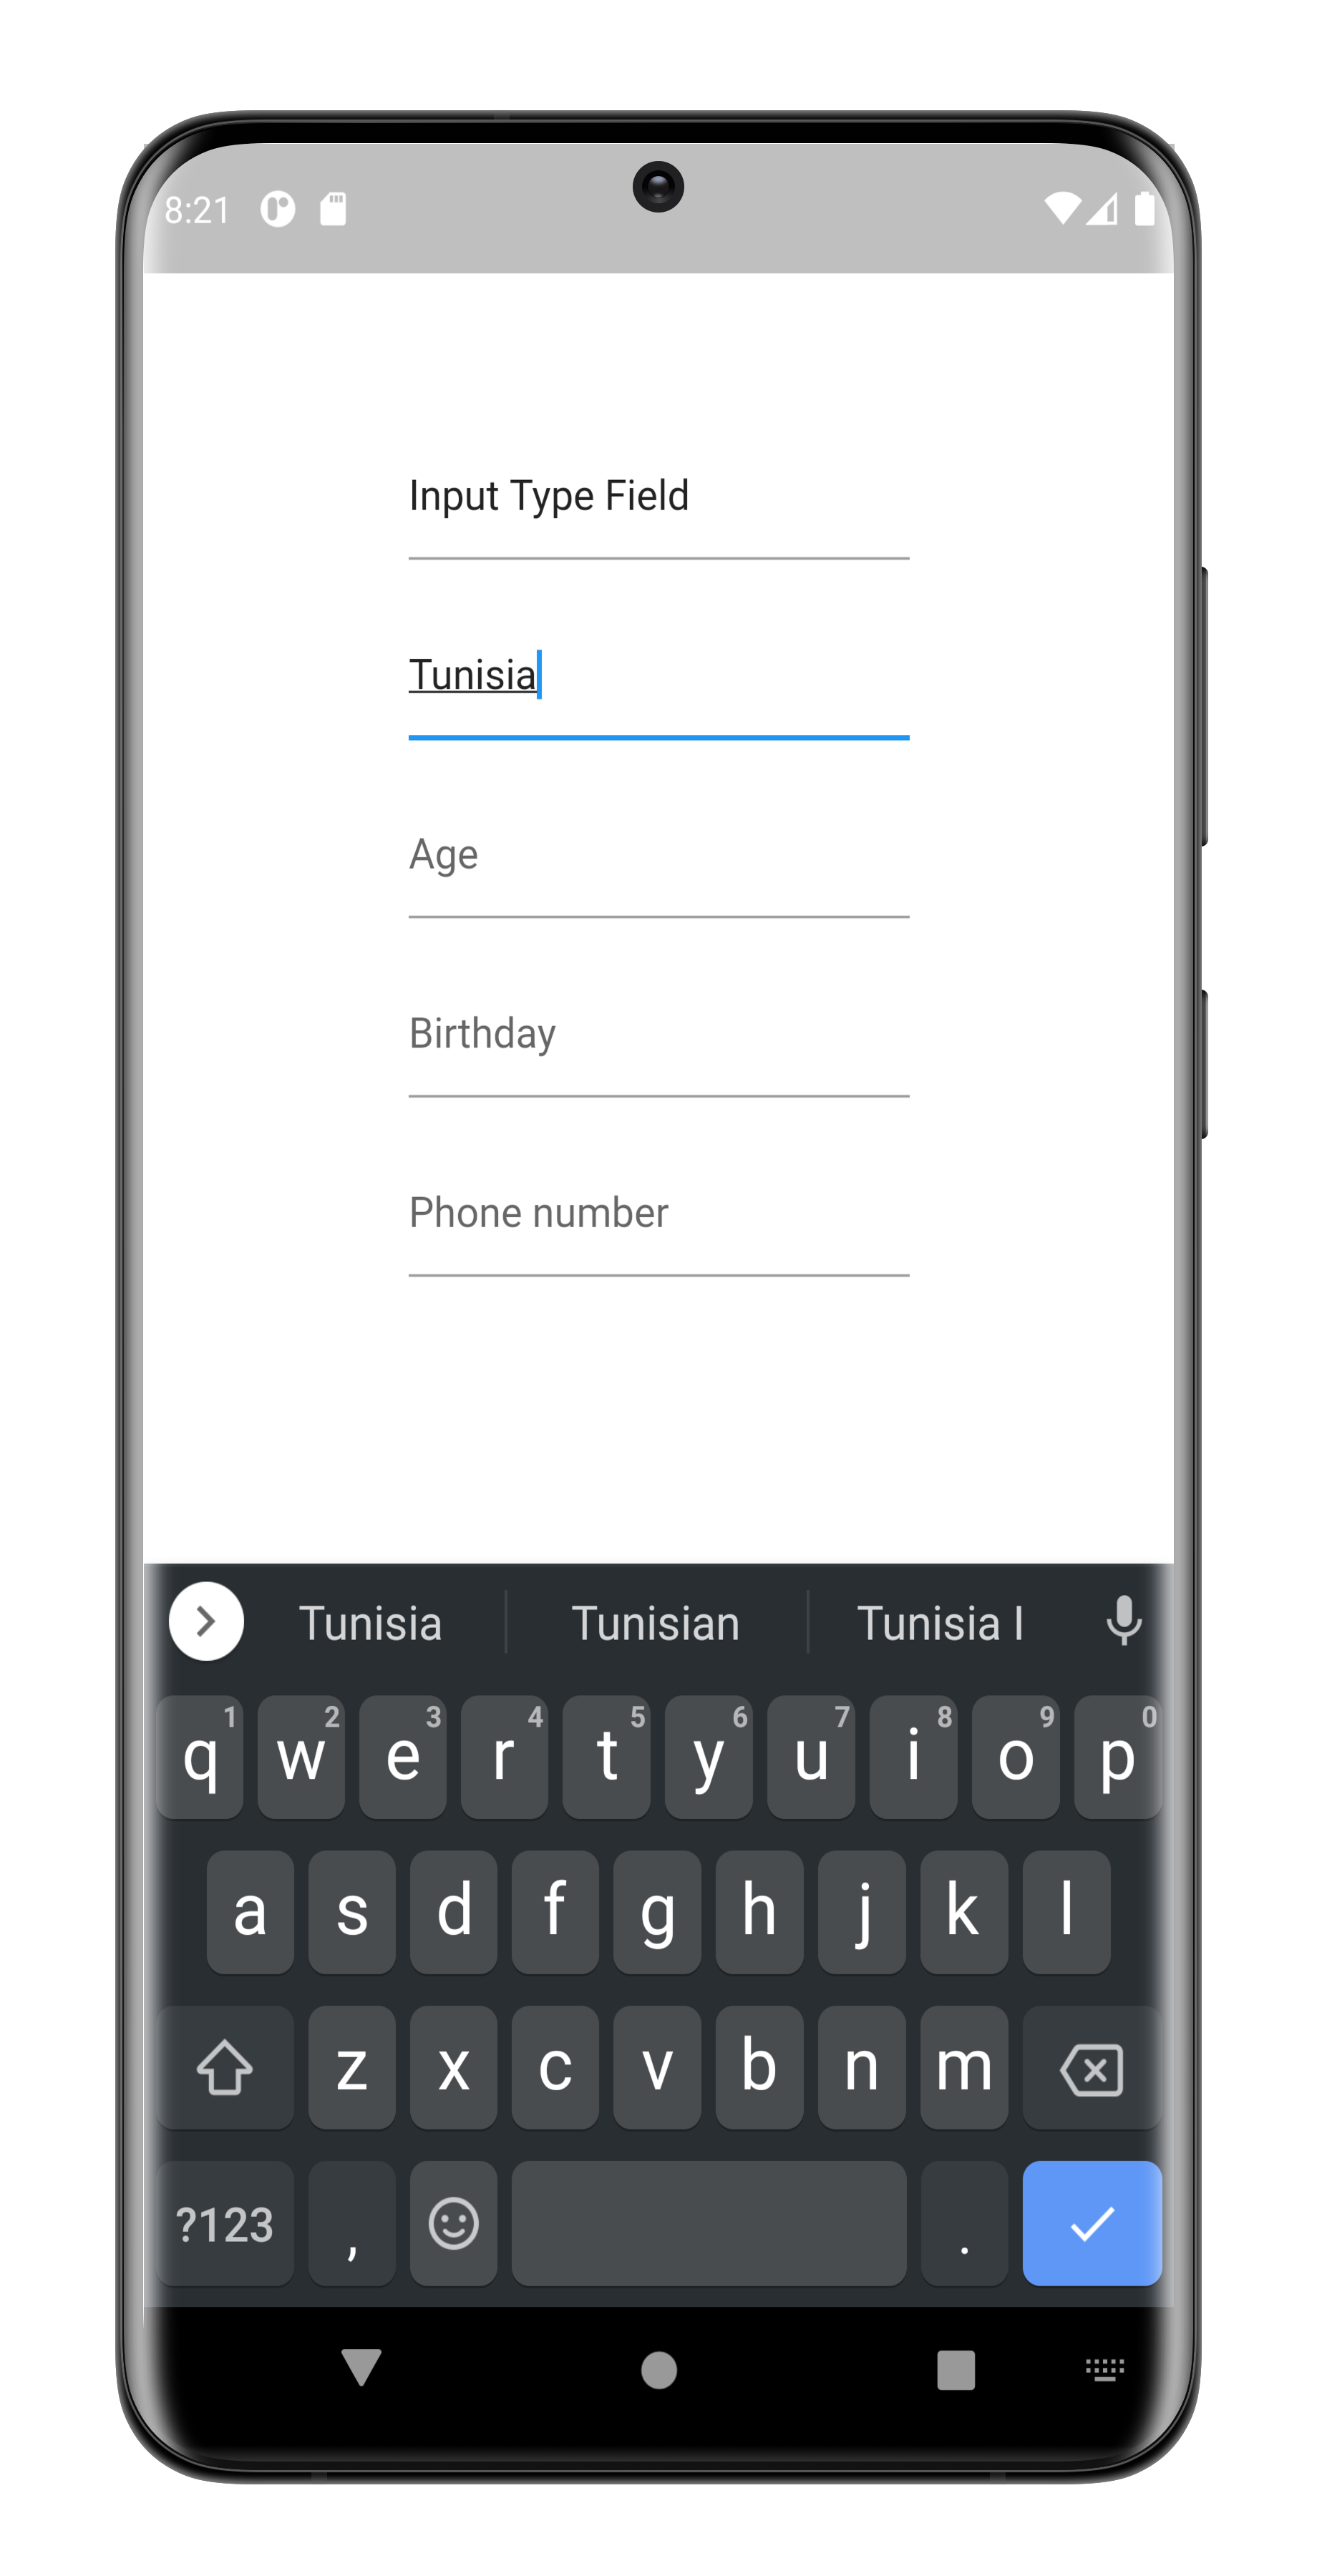 8:21
Input Type Field
Tunisia
Age
Birthday
Phone number
Tunisia Tunisian Tunisia I
1 2 3 4 5 6 7 8 9 0
q w e r t y u i o p
a s d f g h j k l
z x c v b n m
?123 , .